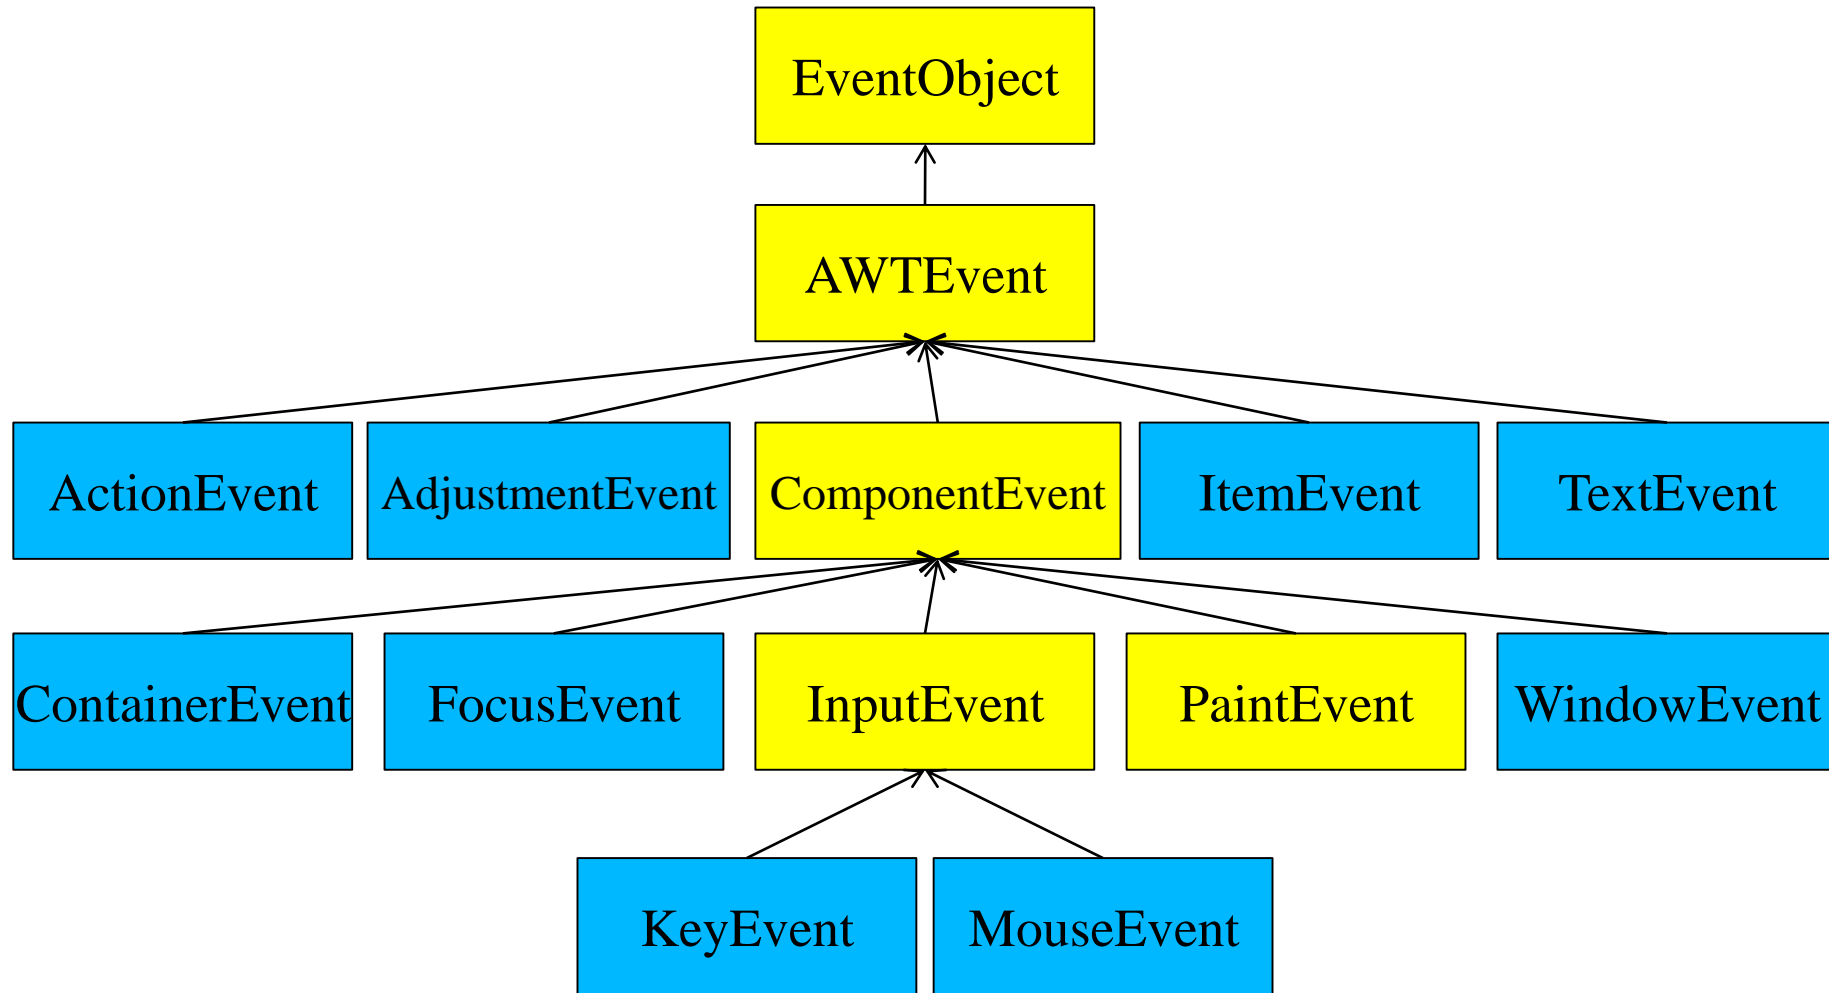 EventObject
AWTEvent
ActionEvent
AdjustmentEvent
ComponentEvent
ItemEvent
TextEvent
ContainerEvent
FocusEvent
InputEvent
PaintEvent
WindowEvent
KeyEvent
MouseEvent